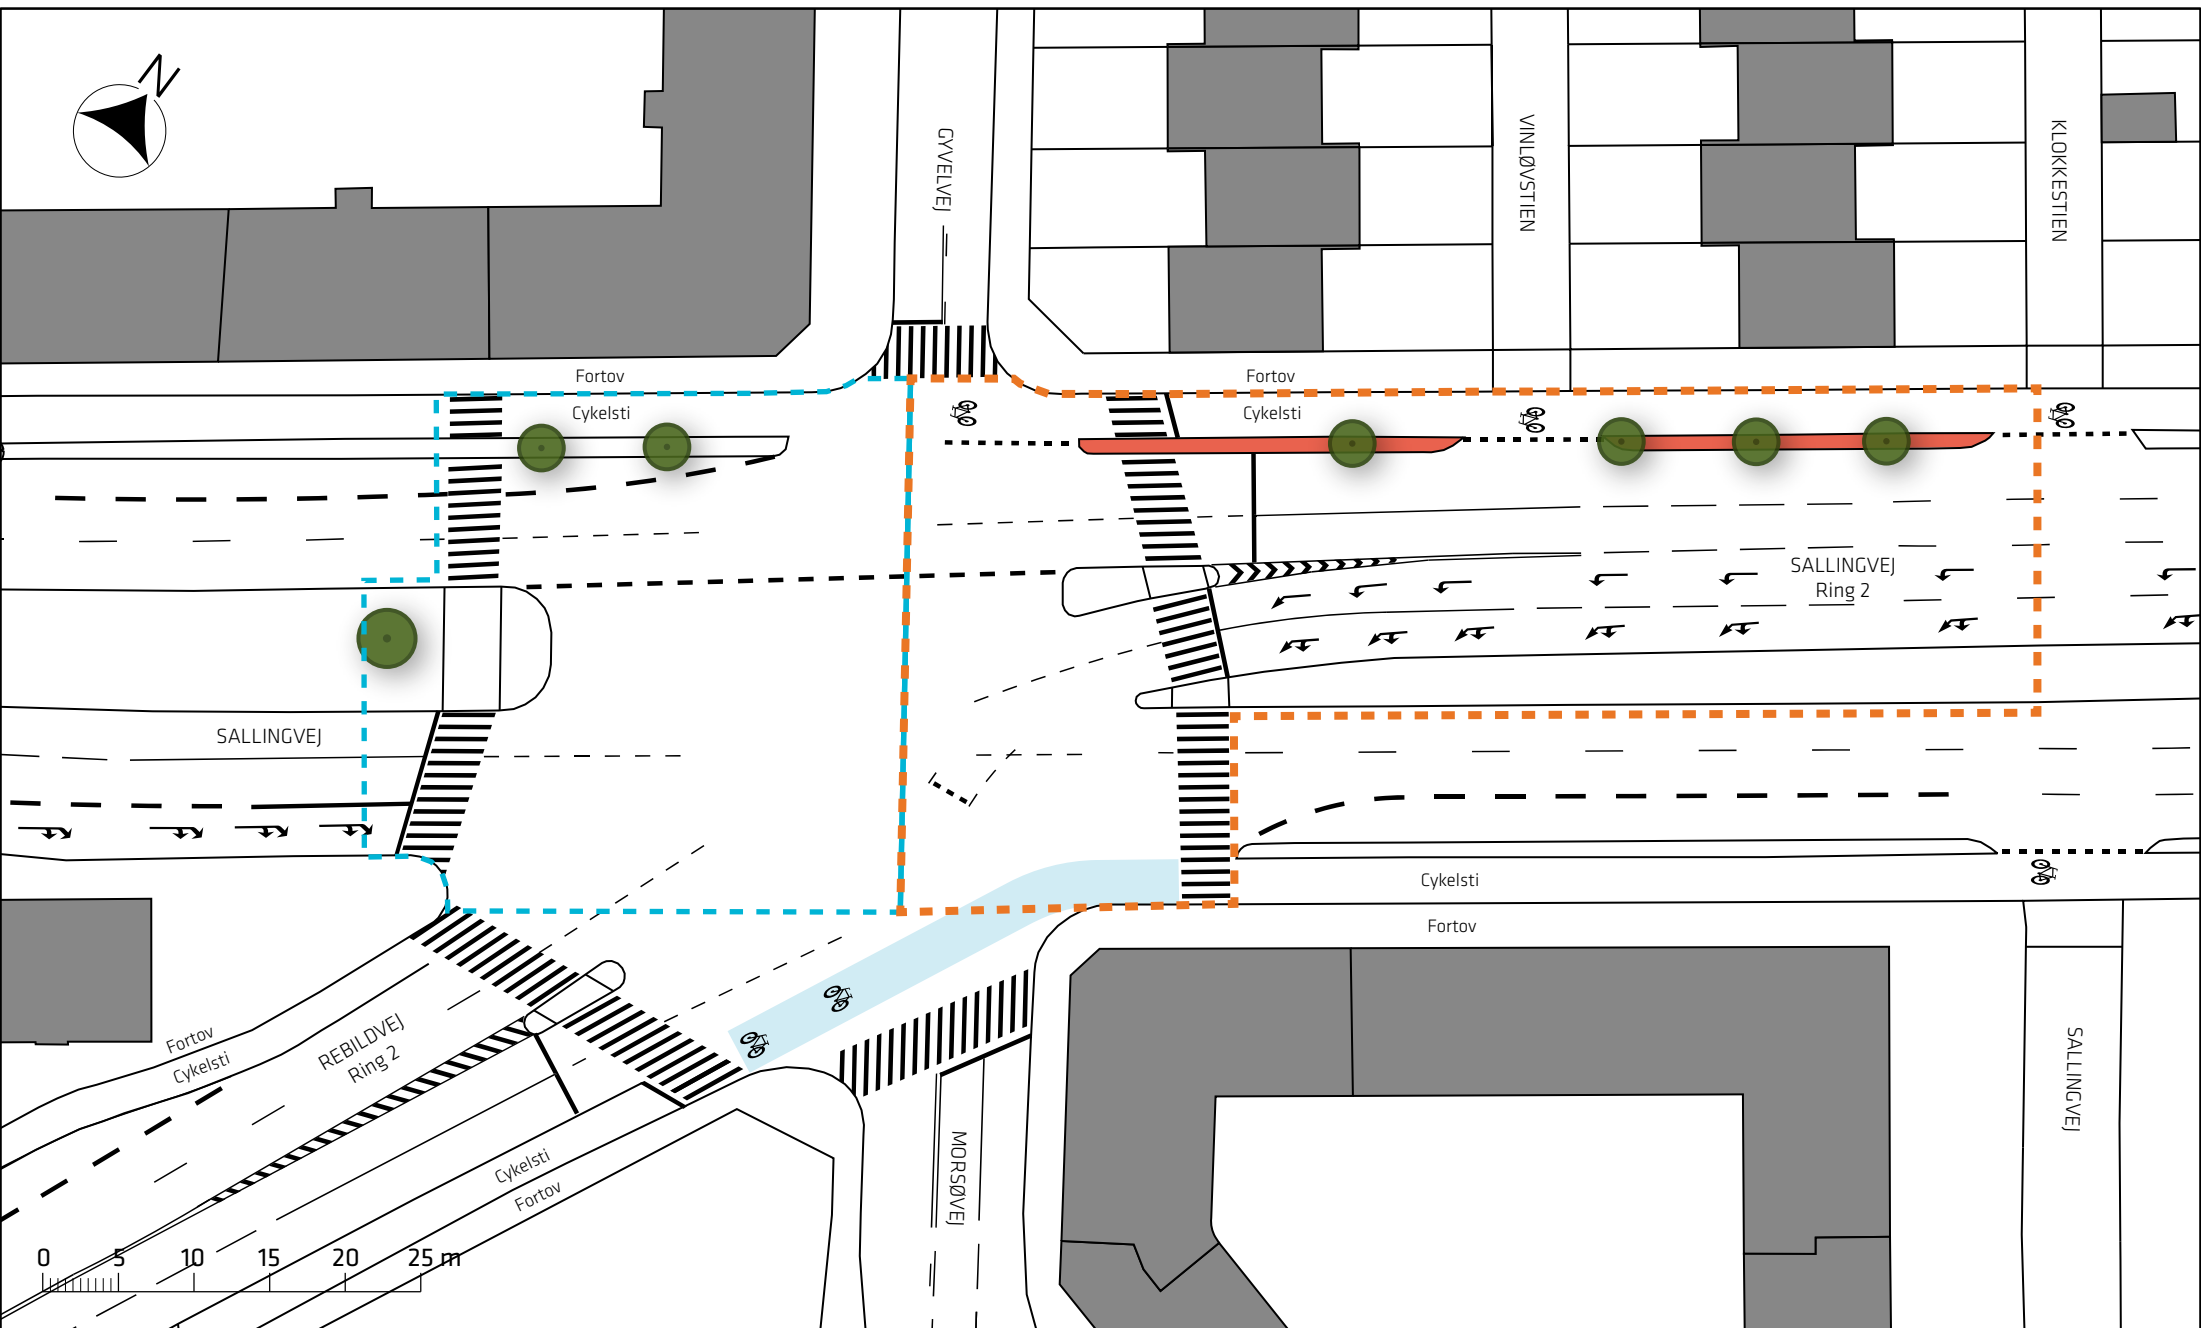 N
GYVELVEJ
VINLØVSTIEN
KLOKKESTIEN
Fortov
Fortov
Cykelsti
Cykelsti
SALLINGVEJ
Ring 2
SALLINGVEJ
Cykelsti
Fortov
Fortov
Cykelsti
REBILDVEJ
Ring 2
SALLINGVEJ
Cykelsti
Fortov
MORSØVEJ
0 5 10 15 20 25 m